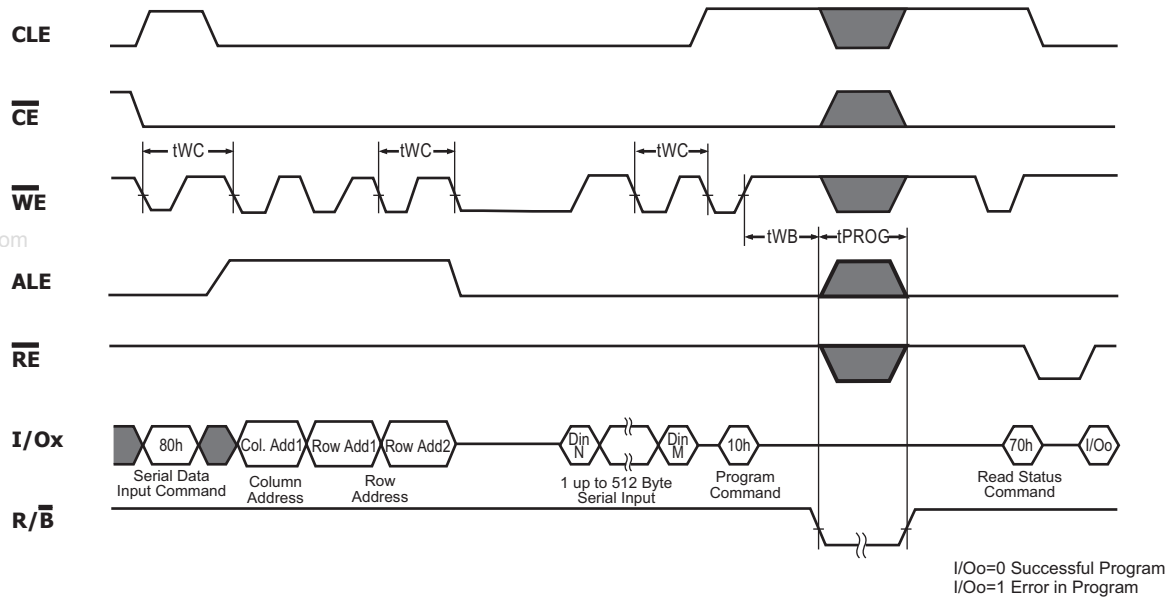 CLE
CE
tWC
tWC
tWC
WE
om
tWB
tPROG
ALE
RE
I/Ox
80h
Col. Add1
Row Add1
Row Add2
Din
N
Din
M
10h
70h
I/Oo
Serial Data
Input Command
Column
Address
Row
Address
1 up to 512 Byte
Serial Input
Program
Command
Read Status
Command
R/B
I/Oo=0 Successful Program
I/Oo=1 Error in Program